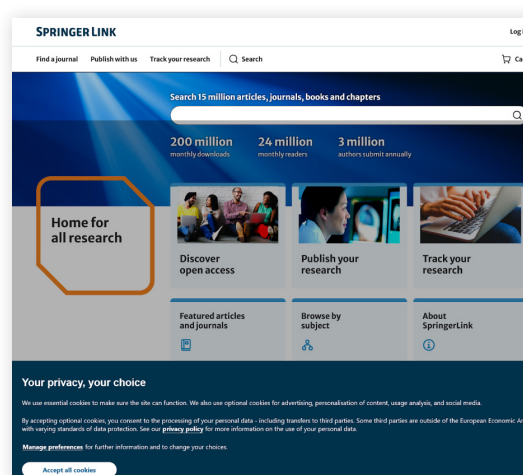 SPRINGER LINK
Log i
Find a journal Publish with us Track your research Search
Ca
Search 15 million articles, journals, books and chapters
200 million 24 million 3 million
monthly downloads monthly readers authors submit annually
Home for
all research
Discover
open access
Publish your
research
Track your
research
Featured articles
and journals
Browse by
subject
About
SpringerLink
Your privacy, your choice
We use essential cookies to make sure the site can function. We also use optional cookies for advertising, personalisation of content, usage analysis, and social media.
By accepting optional cookies, you consent to the processing of your personal data - including transfers to third parties. Some third parties are outside of the European Economic Ar
with varying standards of data protection. See our privacy policy for more information on the use of your personal data.
Manage preferences for further information and to change your choices.
Accept all cookies